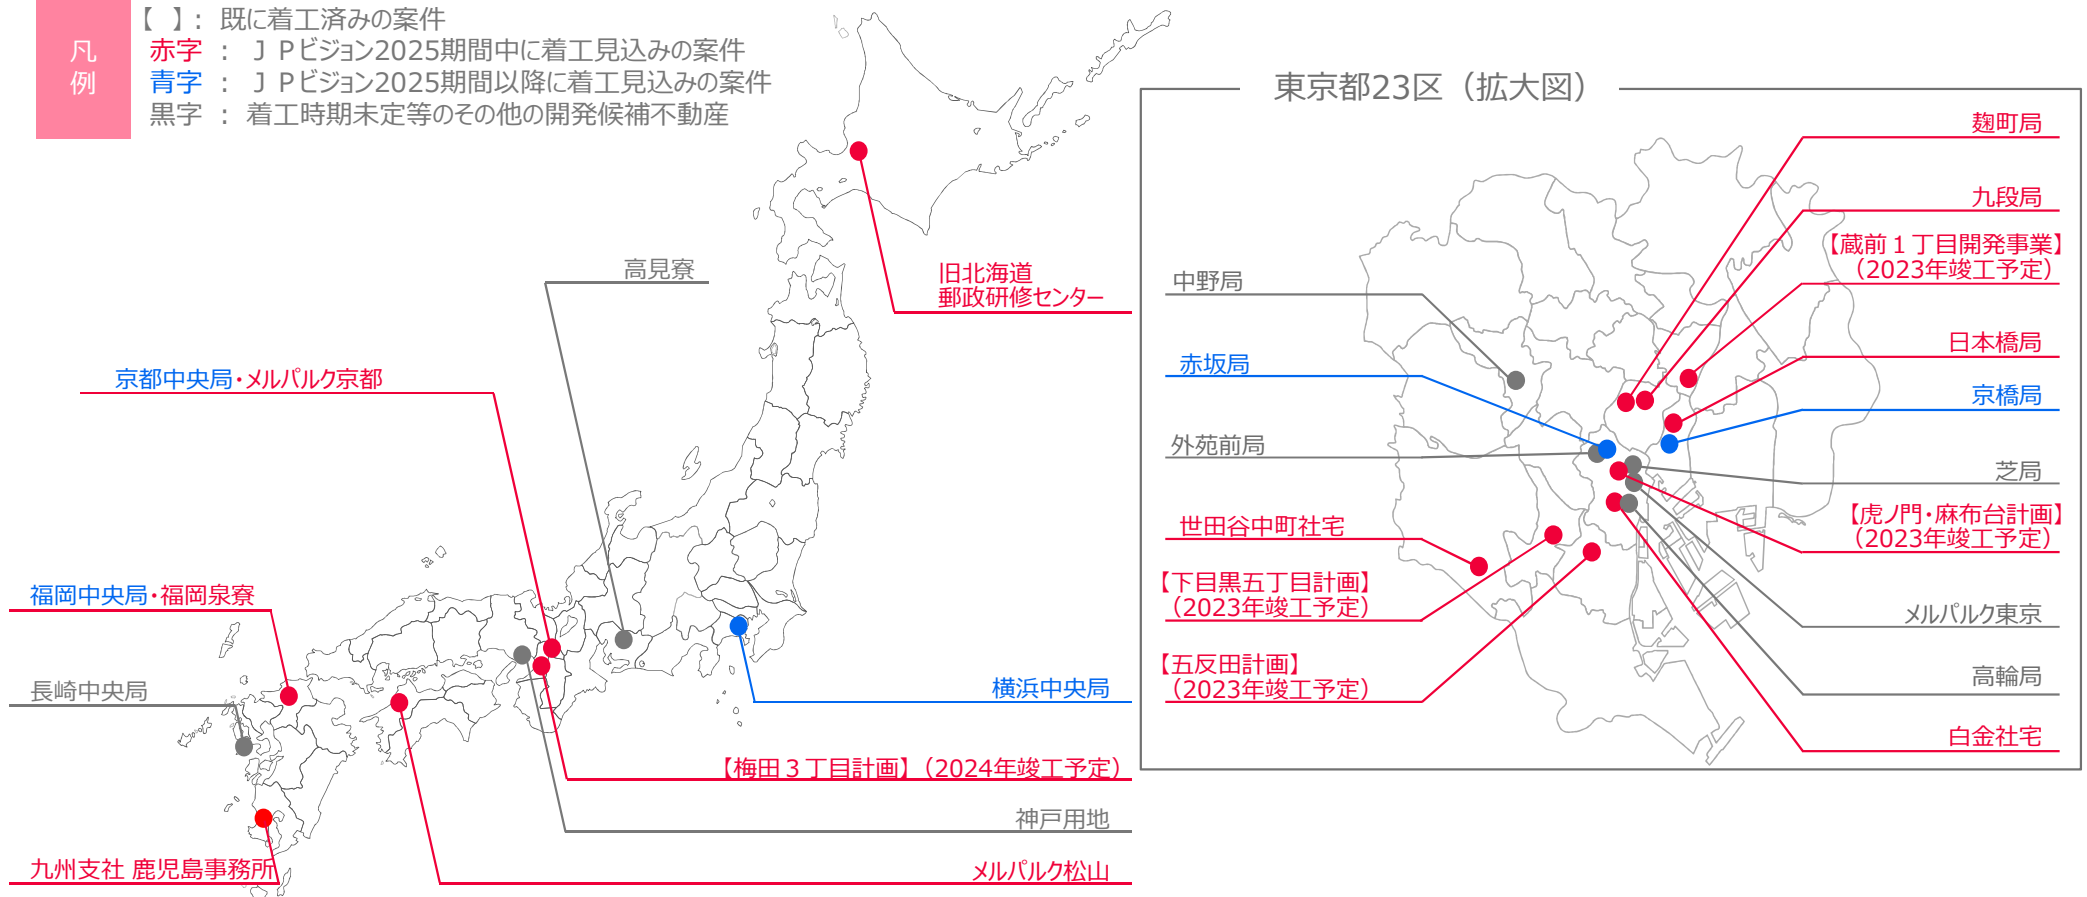 凡例
【 】： 既に着工済みの案件
赤字 ： ＪＰビジョン2025期間中に着工見込みの案件
青字 ： ＪＰビジョン2025期間以降に着工見込みの案件
黒字 ： 着工時期未定等のその他の開発候補不動産
高見寮
旧北海道
郵政研修センター
京都中央局・メルパルク京都
福岡中央局・福岡泉寮
長崎中央局
横浜中央局
【梅田３丁目計画】（2024年竣工予定）
神戸用地
九州支社 鹿児島事務所
メルパルク松山
東京都23区（拡大図）
麹町局
九段局
【蔵前１丁目開発事業】
（2023年竣工予定）
中野局
日本橋局
赤坂局
京橋局
外苑前局
芝局
世田谷中町社宅
【虎ノ門・麻布台計画】
（2023年竣工予定）
【下目黒五丁目計画】
（2023年竣工予定）
メルパルク東京
【五反田計画】
（2023年竣工予定）
高輪局
白金社宅